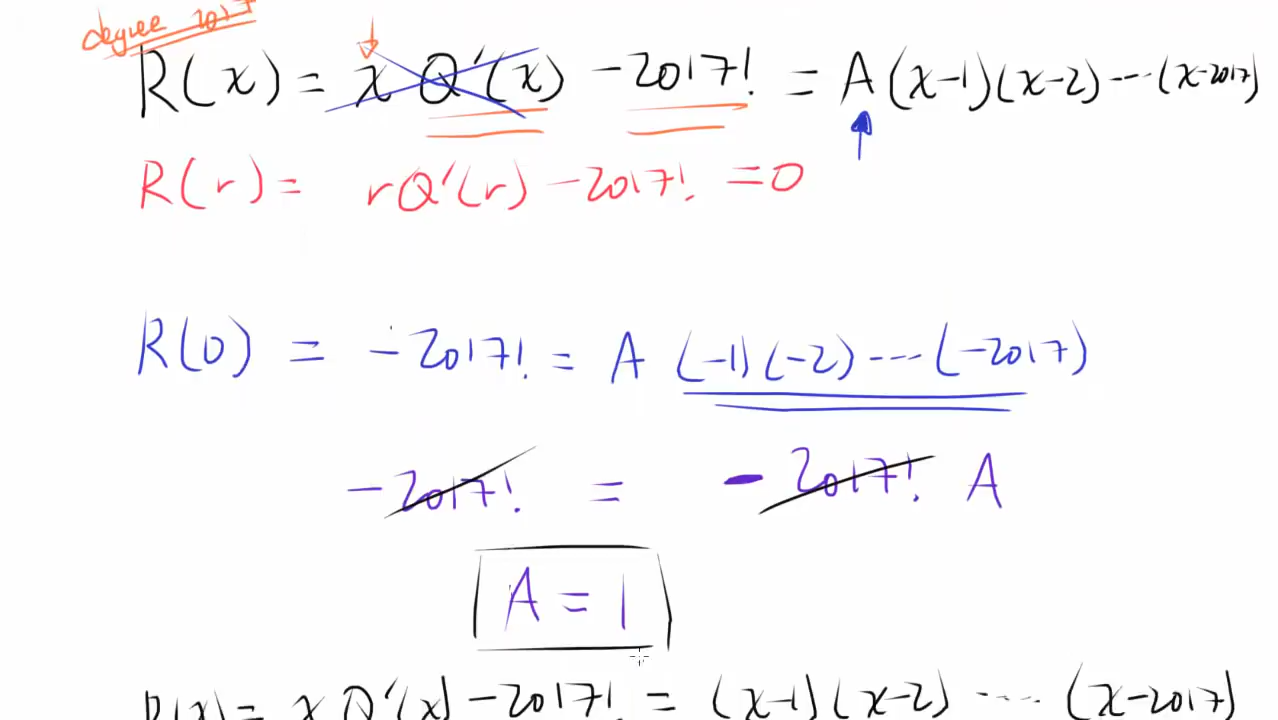 degree 2017
R(x) = x Q'(x) - 2017! = A(x-1)(x-2)----(x-2017)
R(r) = rQ'(r) - 2017! = 0
R(0) = -2017! = A (-1)(-2)----(-2017)
-2017! = -2017! A
A = 1
R(x) = x Q'(x) - 2017! = (x-1)(x-2) ---- (x-2017)